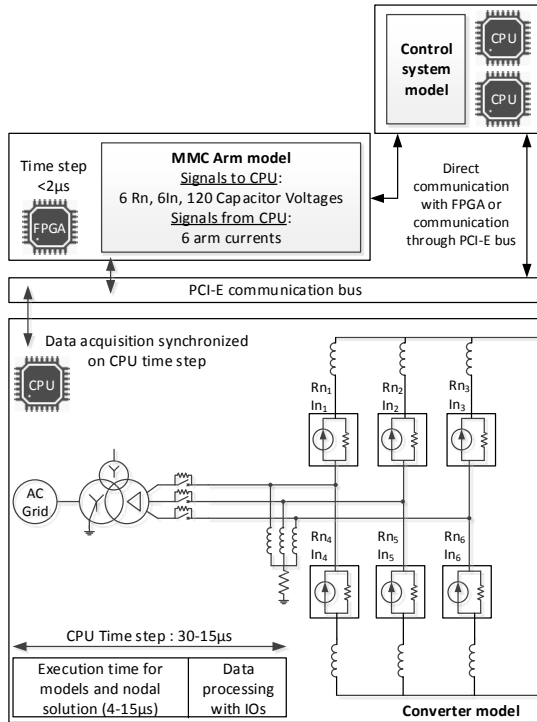 CPU
Control
system
model
CPU
Time step
<2µs
FPGA
MMC Arm model
Signals to CPU:
6 Rn, 6In, 120 Capacitor Voltages
Signals from CPU:
6 arm currents
Direct
communication
with FPGA or
communication
through PCI-E bus
PCI-E communication bus
Data acquisition synchronized
on CPU time step
CPU
Rn1
In1
Rn2
In2
Rn3
In3
AC
Grid
Y
Y
Rn4
In4
Rn5
In5
Rn6
In6
CPU Time step : 30-15µs
Execution time for
models and nodal
solution (4-15µs)
Data
processing
with IOs
Converter model